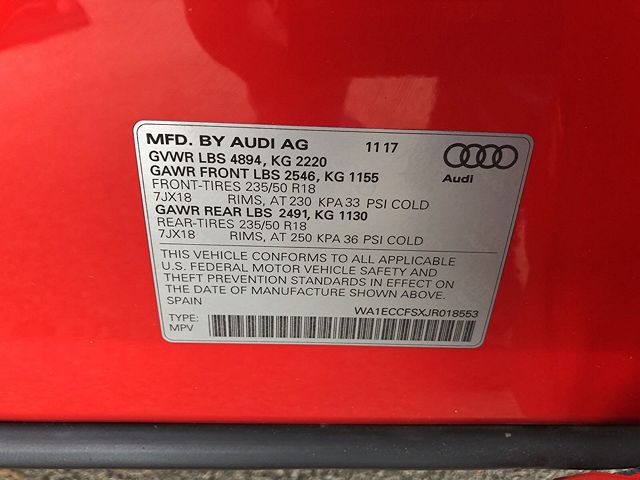 MFD. BY AUDI AG 11 17
GVWR LBS 4894, KG 2220
GAWR FRONT LBS 2546, KG 1155
FRONT-TIRES 235/50 R18
7JX18 RIMS, AT 230 KPA 33 PSI COLD
GAWR REAR LBS 2491, KG 1130
REAR-TIRES 235/50 R18
7JX18 RIMS, AT 250 KPA 36 PSI COLD
Audi
THIS VEHICLE CONFORMS TO ALL APPLICABLE
U.S. FEDERAL MOTOR VEHICLE SAFETY AND
THEFT PREVENTION STANDARDS IN EFFECT ON
THE DATE OF MANUFACTURE SHOWN ABOVE.
SPAIN
WA1ECCFSXJR018553
TYPE:
MPV